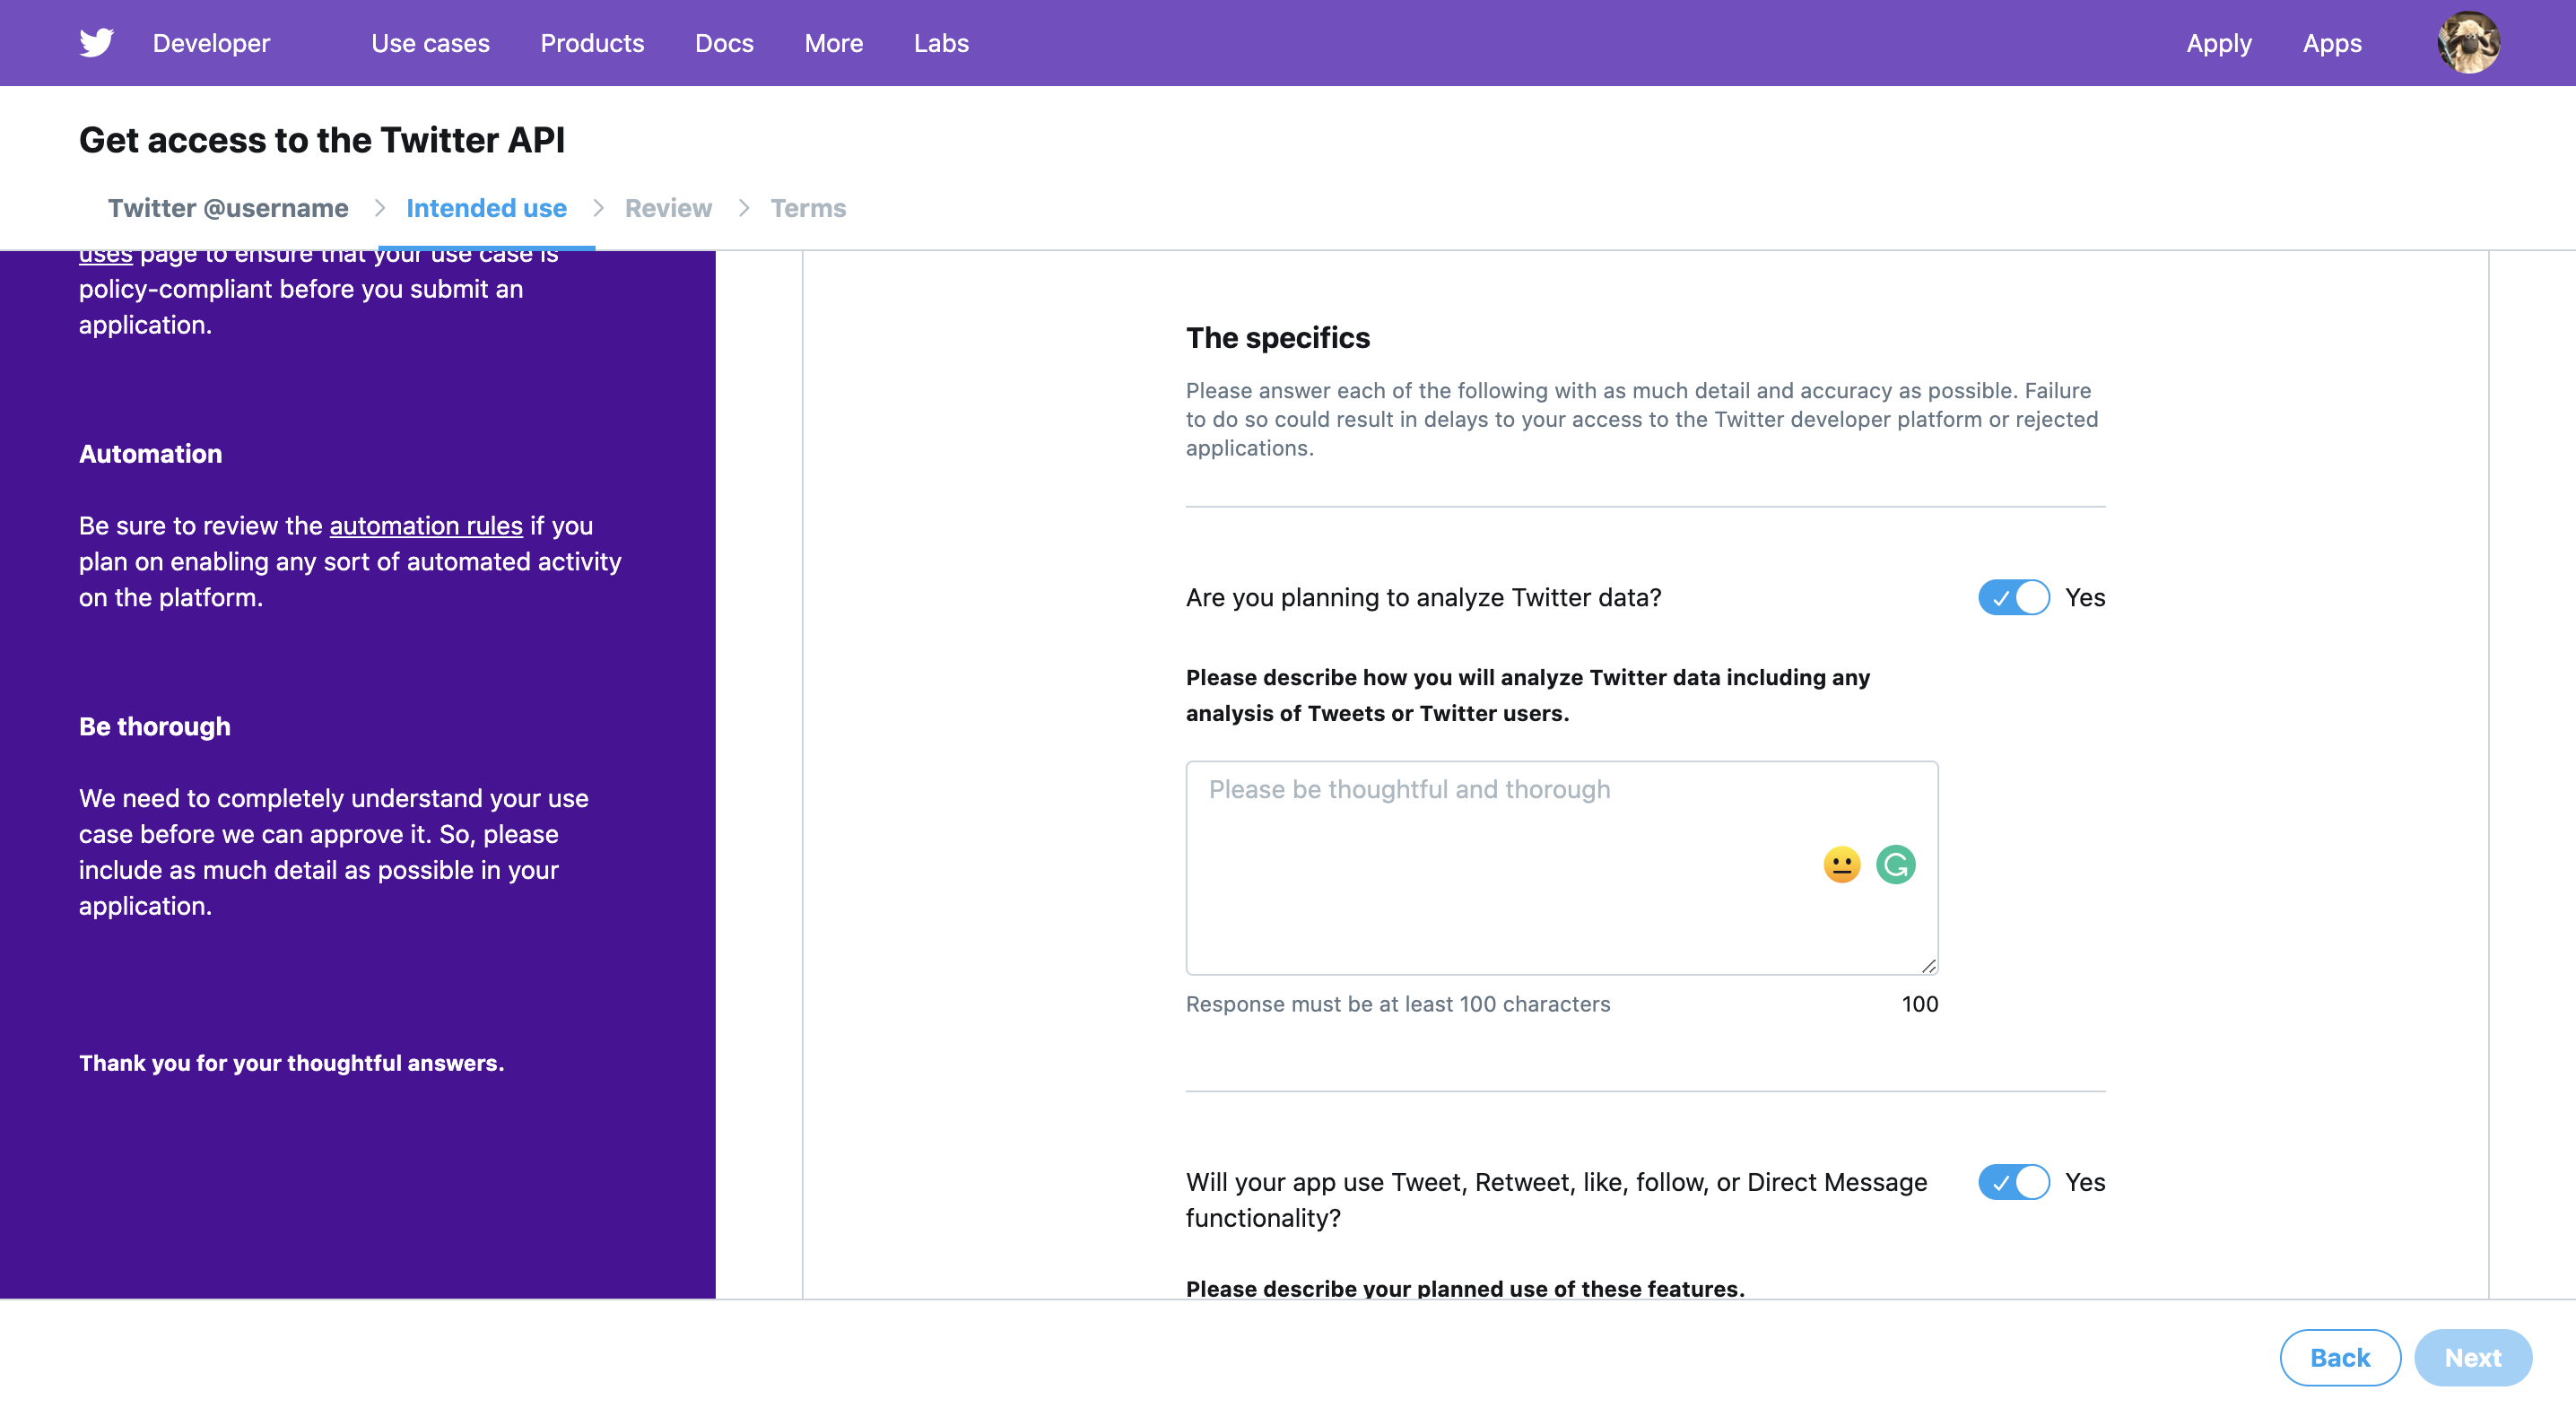 Developer
Use cases
Products
Docs
More
Labs
Apply
Apps
Get access to the Twitter API
Twitter @username
Intended use
Review
Terms
uses page to ensure that your use case is
policy-compliant before you submit an
application.
Automation
Be sure to review the automation rules if you
plan on enabling any sort of automated activity
on the platform.
Be thorough
We need to completely understand your use
case before we can approve it. So, please
include as much detail as possible in your
application.
Thank you for your thoughtful answers.
The specifics
Please answer each of the following with as much detail and accuracy as possible. Failure
to do so could result in delays to your access to the Twitter developer platform or rejected
applications.
Are you planning to analyze Twitter data?
Yes
Please describe how you will analyze Twitter data including any
analysis of Tweets or Twitter users.
Please be thoughtful and thorough
Response must be at least 100 characters
100
Will your app use Tweet, Retweet, like, follow, or Direct Message
functionality?
Yes
Please describe your planned use of these features.
Back
Next